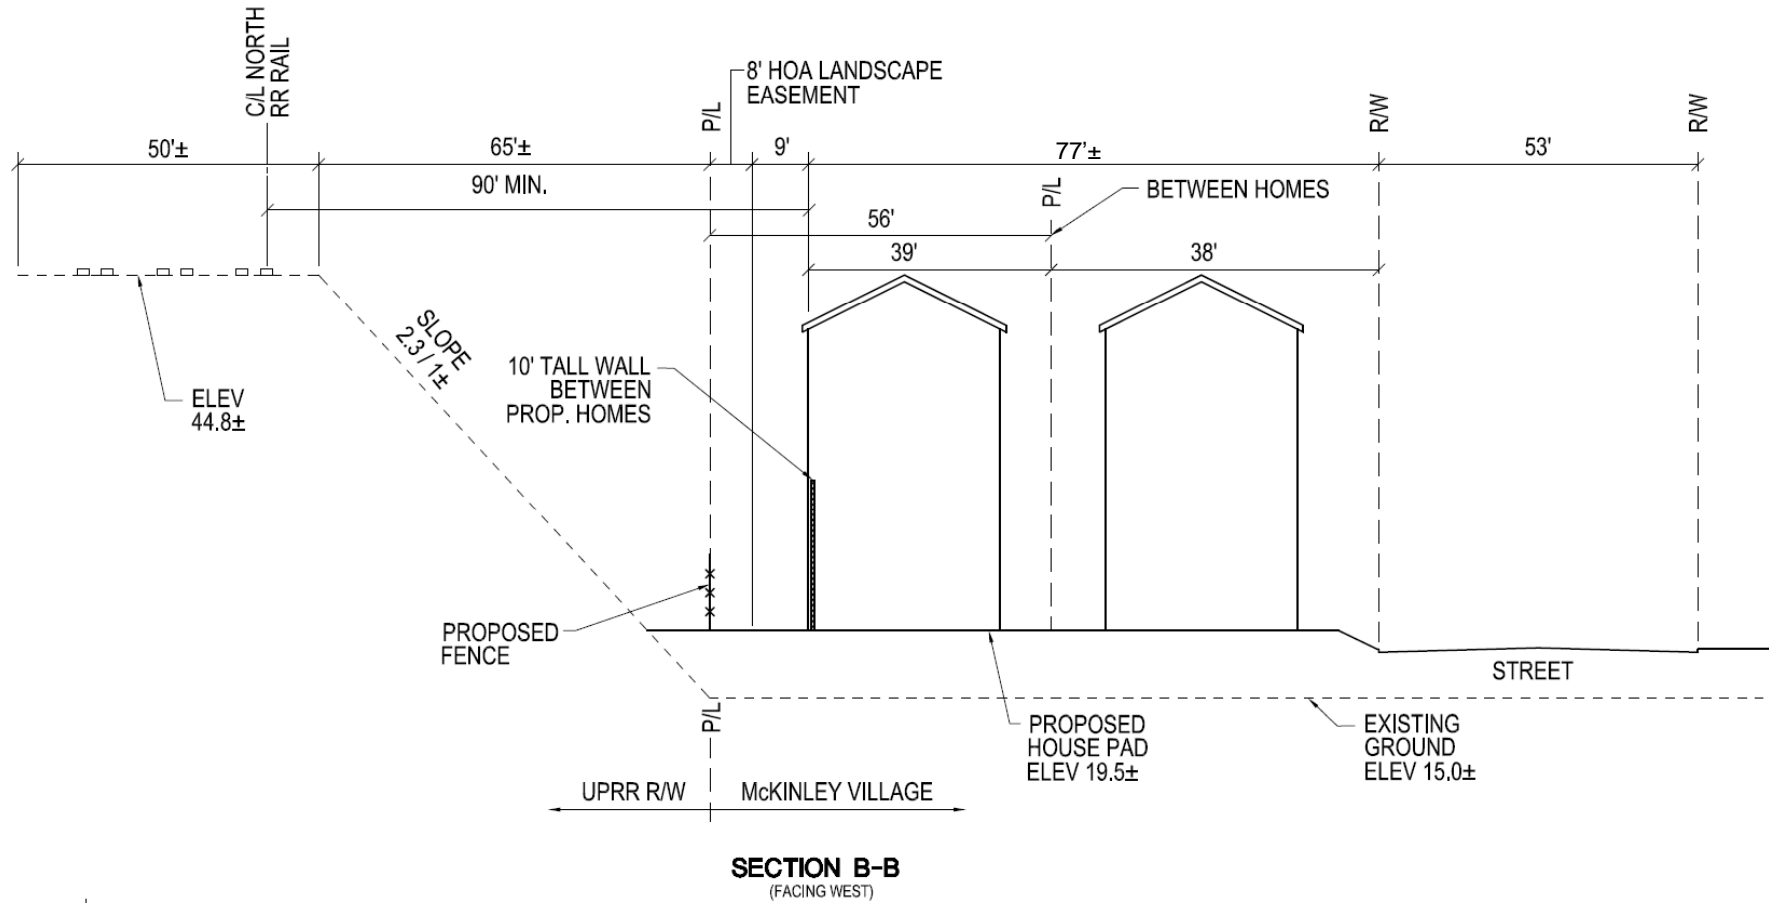 C/L NORTH
RR RAIL
8' HOA LANDSCAPE
EASEMENT
P/L
R/W
R/W
50'±
65'±
9'
77'±
53'
90' MIN.
P/L
BETWEEN HOMES
56'
39'
38'
SLOPE
2.3 / 1±
10' TALL WALL
BETWEEN
PROP. HOMES
ELEV
44.8±
PROPOSED
FENCE
STREET
P/L
PROPOSED
HOUSE PAD
ELEV 19.5±
EXISTING
GROUND
ELEV 15.0±
UPRR R/W
McKINLEY VILLAGE
SECTION B-B
(FACING WEST)